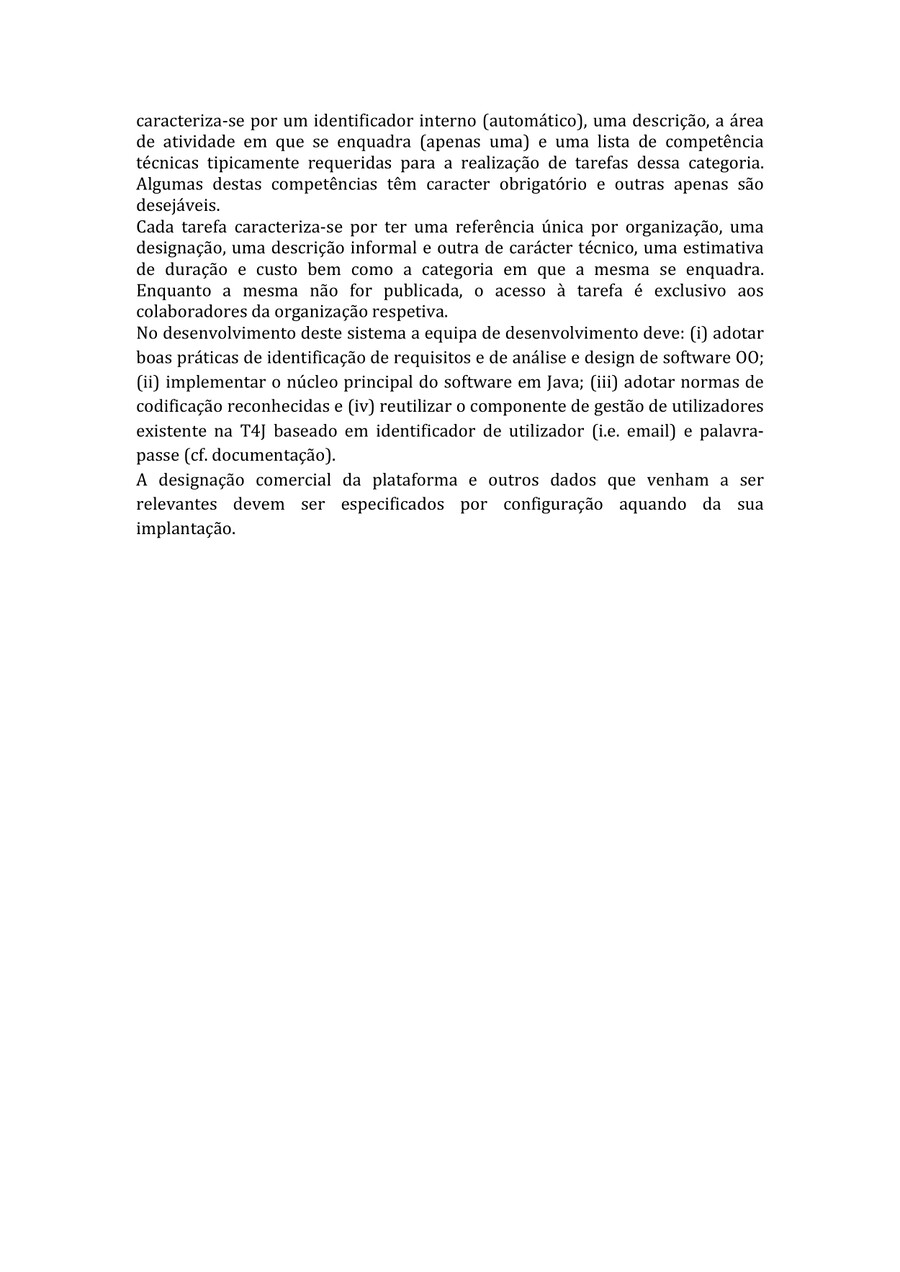 caracteriza-se por um identificador interno (automático), uma descrição, a área
de atividade em que se enquadra (apenas uma) e uma lista de competência
técnicas tipicamente requeridas para a realização de tarefas dessa categoria.
Algumas destas competências têm caracter obrigatório e outras apenas são
desejáveis.
Cada tarefa caracteriza-se por ter uma referência única por organização, uma
designação, uma descrição informal e outra de carácter técnico, uma estimativa
de duração e custo bem como a categoria em que a mesma se enquadra.
Enquanto a mesma não for publicada, o acesso à tarefa é exclusivo aos
colaboradores da organização respetiva.
No desenvolvimento deste sistema a equipa de desenvolvimento deve: (i) adotar
boas práticas de identificação de requisitos e de análise e design de software OO;
(ii) implementar o núcleo principal do software em Java; (iii) adotar normas de
codificação reconhecidas e (iv) reutilizar o componente de gestão de utilizadores
existente na T4J baseado em identificador de utilizador (i.e. email) e palavra-
passe (cf. documentação).
A designação comercial da plataforma e outros dados que venham a ser
relevantes devem ser especificados por configuração aquando da sua
implantação.